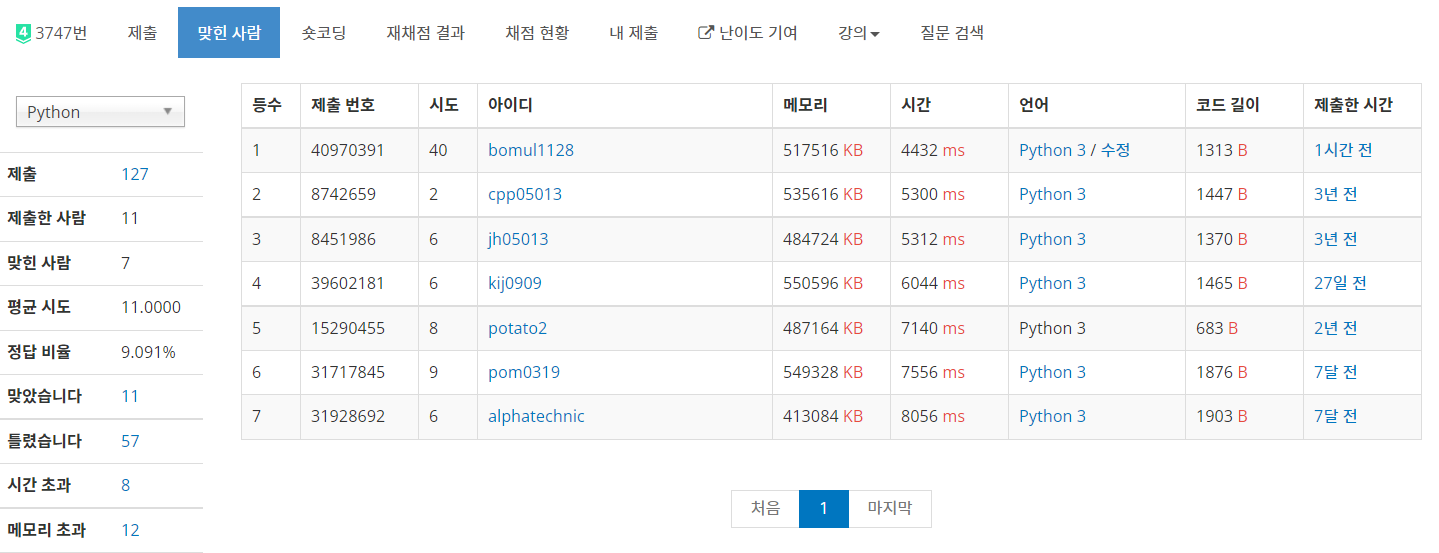 4 3747번 제출 맞힌 사람 숏코딩 재채점 결과 채점 현황 내 제출 난이도 기여 강의 질문 검색
Python
제출 127
제출한 사람 11
맞힌 사람 7
평균 시도 11.0000
정답 비율 9.091%
맞았습니다 11
틀렸습니다 57
시간 초과 8
메모리 초과 12
등수 제출 번호 시도 아이디 메모리 시간 언어 코드 길이 제출한 시간
1 40970391 40 bomul1128 517516 KB 4432 ms Python 3 / 수정 1313 B 1시간 전
2 8742659 2 cpp05013 535616 KB 5300 ms Python 3 1447 B 3년 전
3 8451986 6 jh05013 484724 KB 5312 ms Python 3 1370 B 3년 전
4 39602181 6 kij0909 550596 KB 6044 ms Python 3 1465 B 27일 전
5 15290455 8 potato2 487164 KB 7140 ms Python 3 683 B 2년 전
6 31717845 9 pom0319 549328 KB 7556 ms Python 3 1876 B 7달 전
7 31928692 6 alphatechnic 413084 KB 8056 ms Python 3 1903 B 7달 전
처음 1 마지막